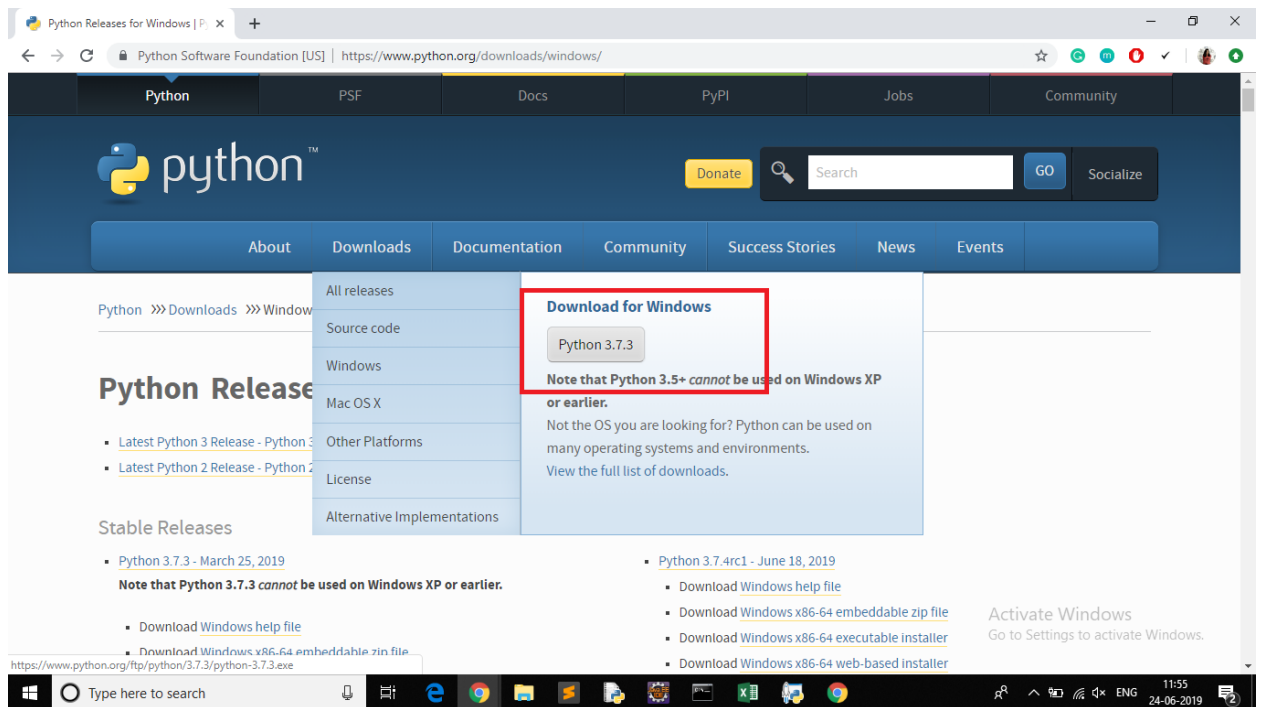 Python Releases for Windows | Py
Python Software Foundation [US] | https://www.python.org/downloads/windows/
Python PSF Docs PyPI Jobs Community
python™
Donate Search GO Socialize
About Downloads Documentation Community Success Stories News Events
All releases
Source code
Windows
Mac OS X
Other Platforms
License
Alternative Implementations
Download for Windows
Python 3.7.3
Note that Python 3.5+ cannot be used on Windows XP
or earlier.
Not the OS you are looking for? Python can be used on
many operating systems and environments.
View the full list of downloads.
Python >>> Downloads >>> Window
Python Release
Latest Python 3 Release - Python 3
Latest Python 2 Release - Python 2
Stable Releases
Python 3.7.3 - March 25, 2019
Note that Python 3.7.3 cannot be used on Windows XP or earlier.
Download Windows help file
Download Windows x86-64 embeddable zip file
Python 3.7.4rc1 - June 18, 2019
Download Windows help file
Download Windows x86-64 embeddable zip file
Download Windows x86-64 executable installer
Download Windows x86-64 web-based installer
Activate Windows
Go to Settings to activate Windows.
https://www.python.org/ftp/python/3.7.3/python-3.7.3.exe
Type here to search
ENG
11:55
24-06-2019
2